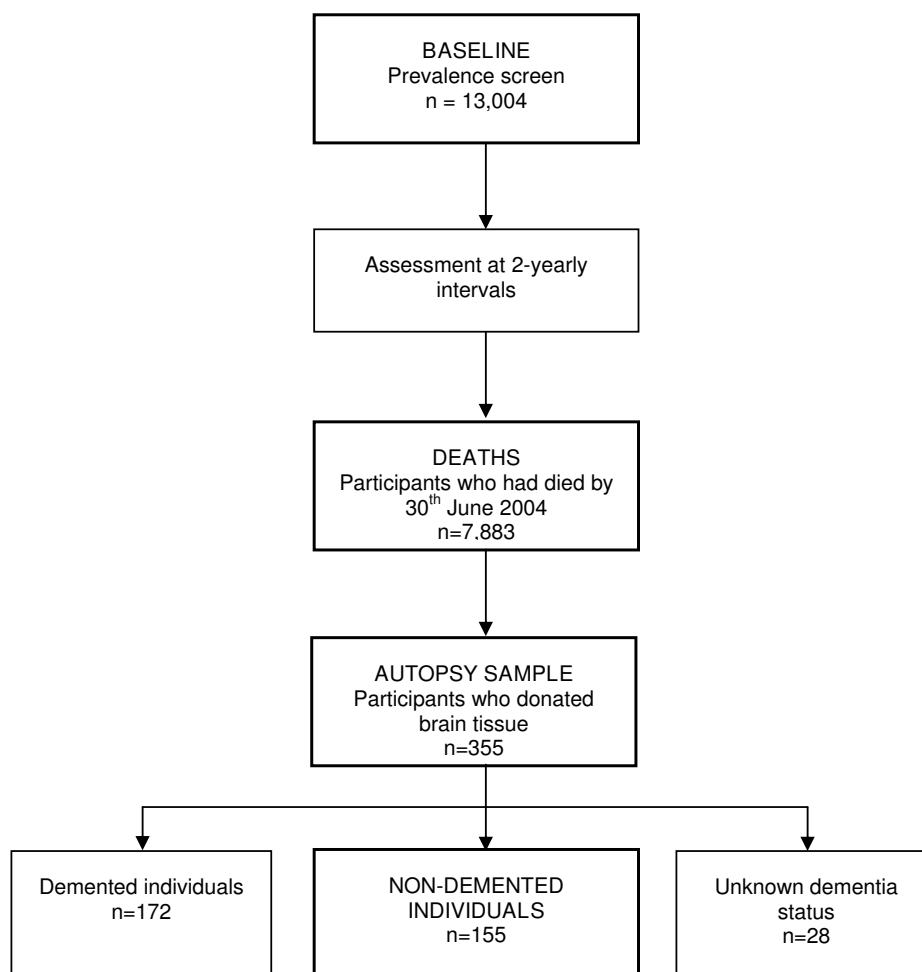 BASELINE
Prevalence screen
n = 13,004
Assessment at 2-yearly
intervals
DEATHS
Participants who had died by
30th June 2004
n=7,883
AUTOPSY SAMPLE
Participants who donated
brain tissue
n=355
Demented individuals
n=172
NON-DEMENTED
INDIVIDUALS
n=155
Unknown dementia
status
n=28